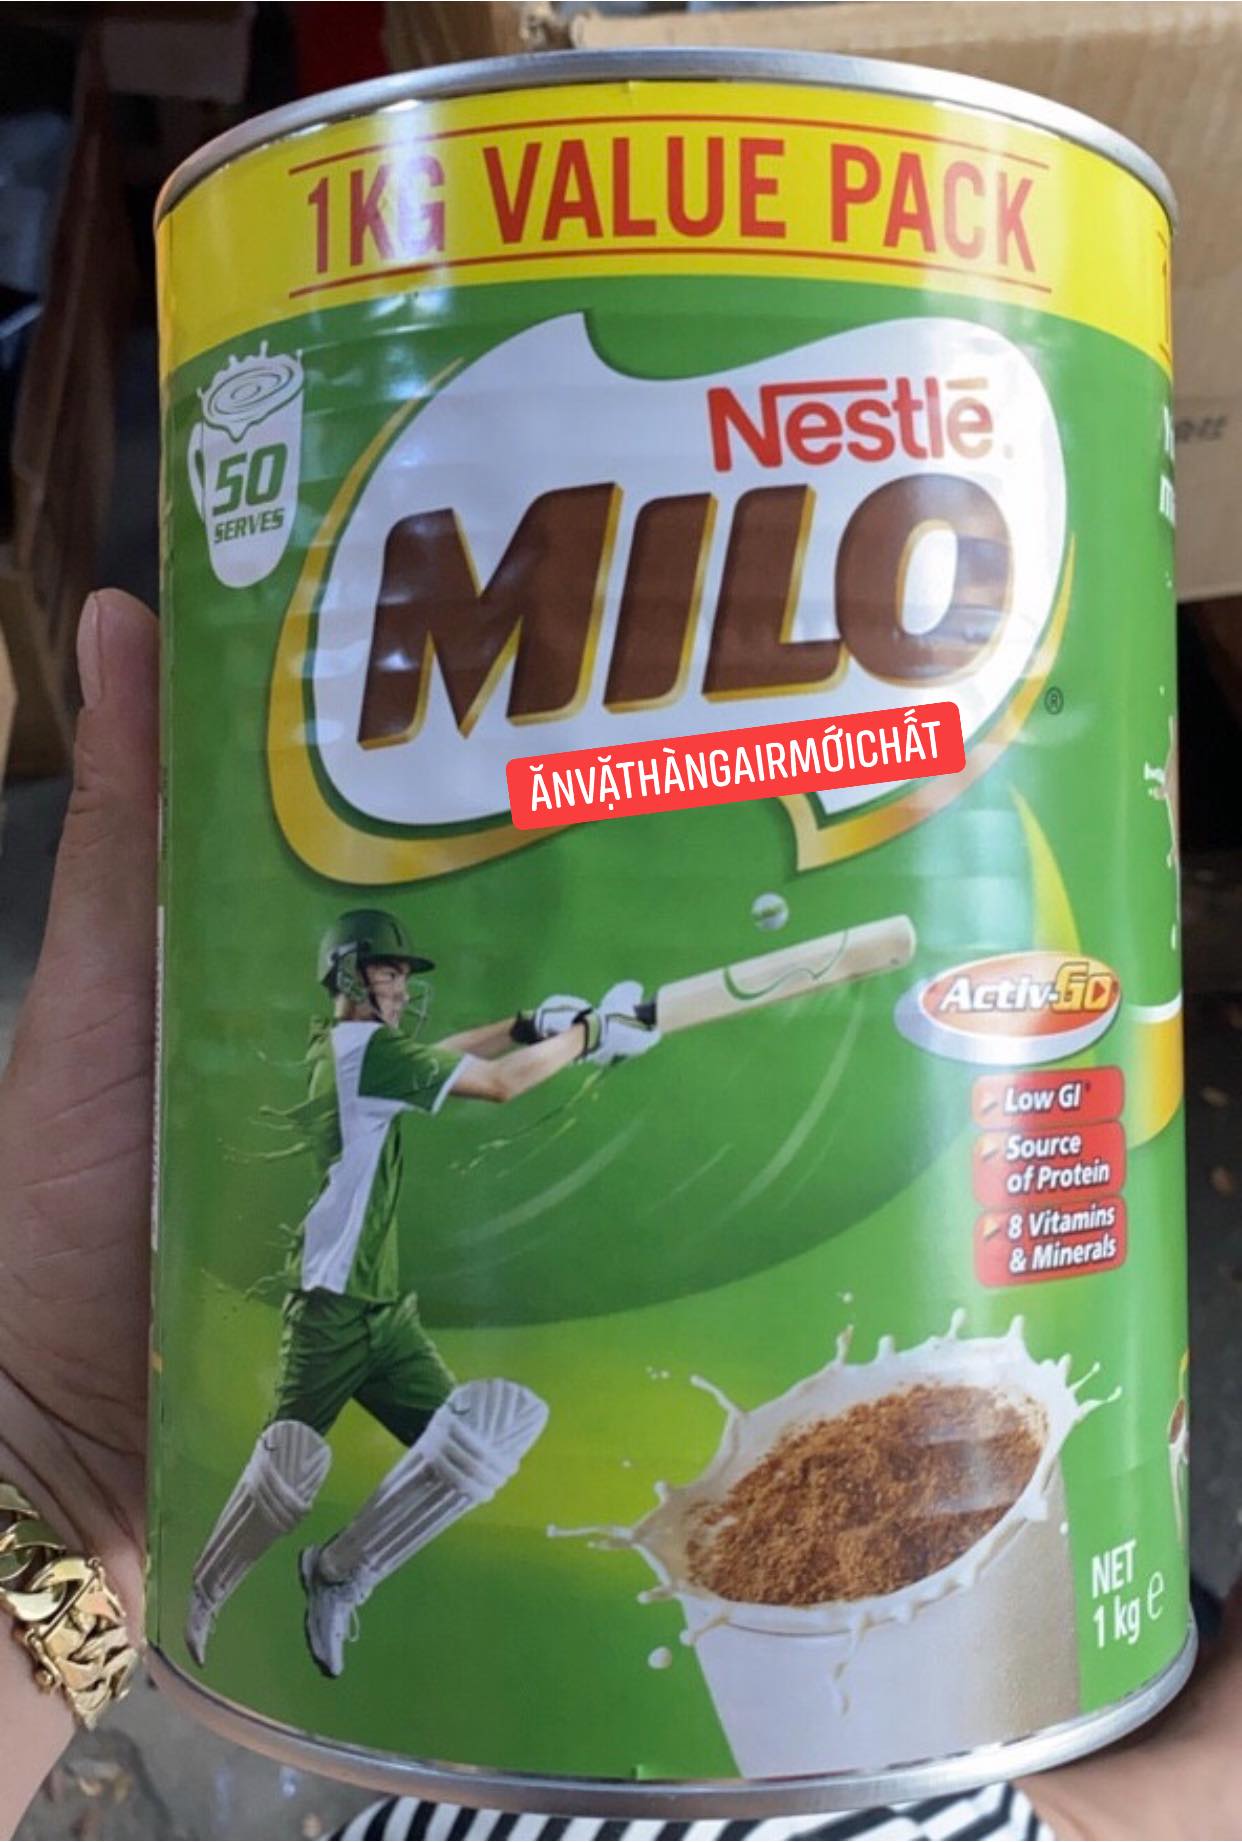 1KG VALUE PACK
50
SERVES
Nestlé
MILO
®
ĂNVẶTHÀNGAIRMỚICHẤT
Activ-GO
Low GI*
Source
of Protein
8 Vitamins
& Minerals
NET
1 kg e